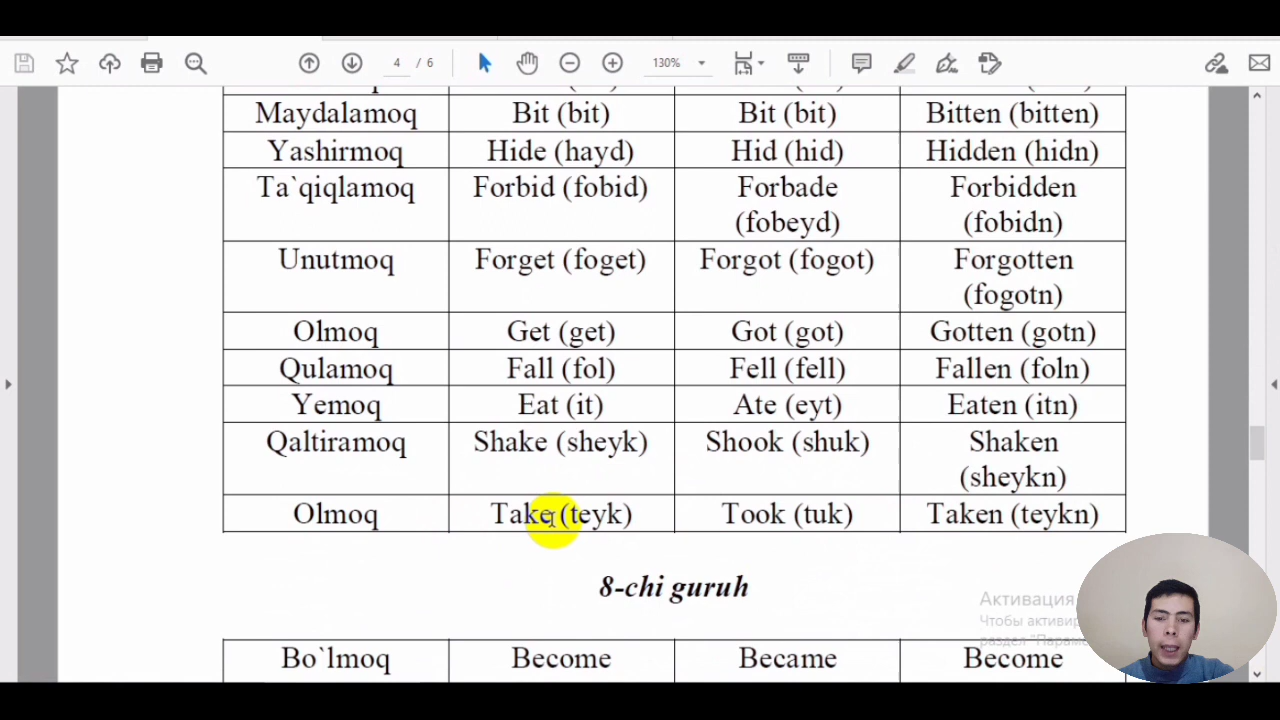 4 / 6 130%
Maydalamoq Bit (bit) Bit (bit) Bitten (bitten)
Yashirmoq Hide (hayd) Hid (hid) Hidden (hidn)
Ta`qiqlamoq Forbid (fobid) Forbade Forbidden
(fobeyd) (fobidn)
Unutmoq Forget (foget) Forgot (fogot) Forgotten
(fogotn)
Olmoq Get (get) Got (got) Gotten (gotn)
Qulamoq Fall (fol) Fell (fell) Fallen (foln)
Yemoq Eat (it) Ate (eyt) Eaten (itn)
Qaltiramoq Shake (sheyk) Shook (shuk) Shaken
(sheykn)
Olmoq Take (teyk) Took (tuk) Taken (teykn)
8-chi guruh
Активация
Чтобы
раздел
Bo`lmoq Become Became Become